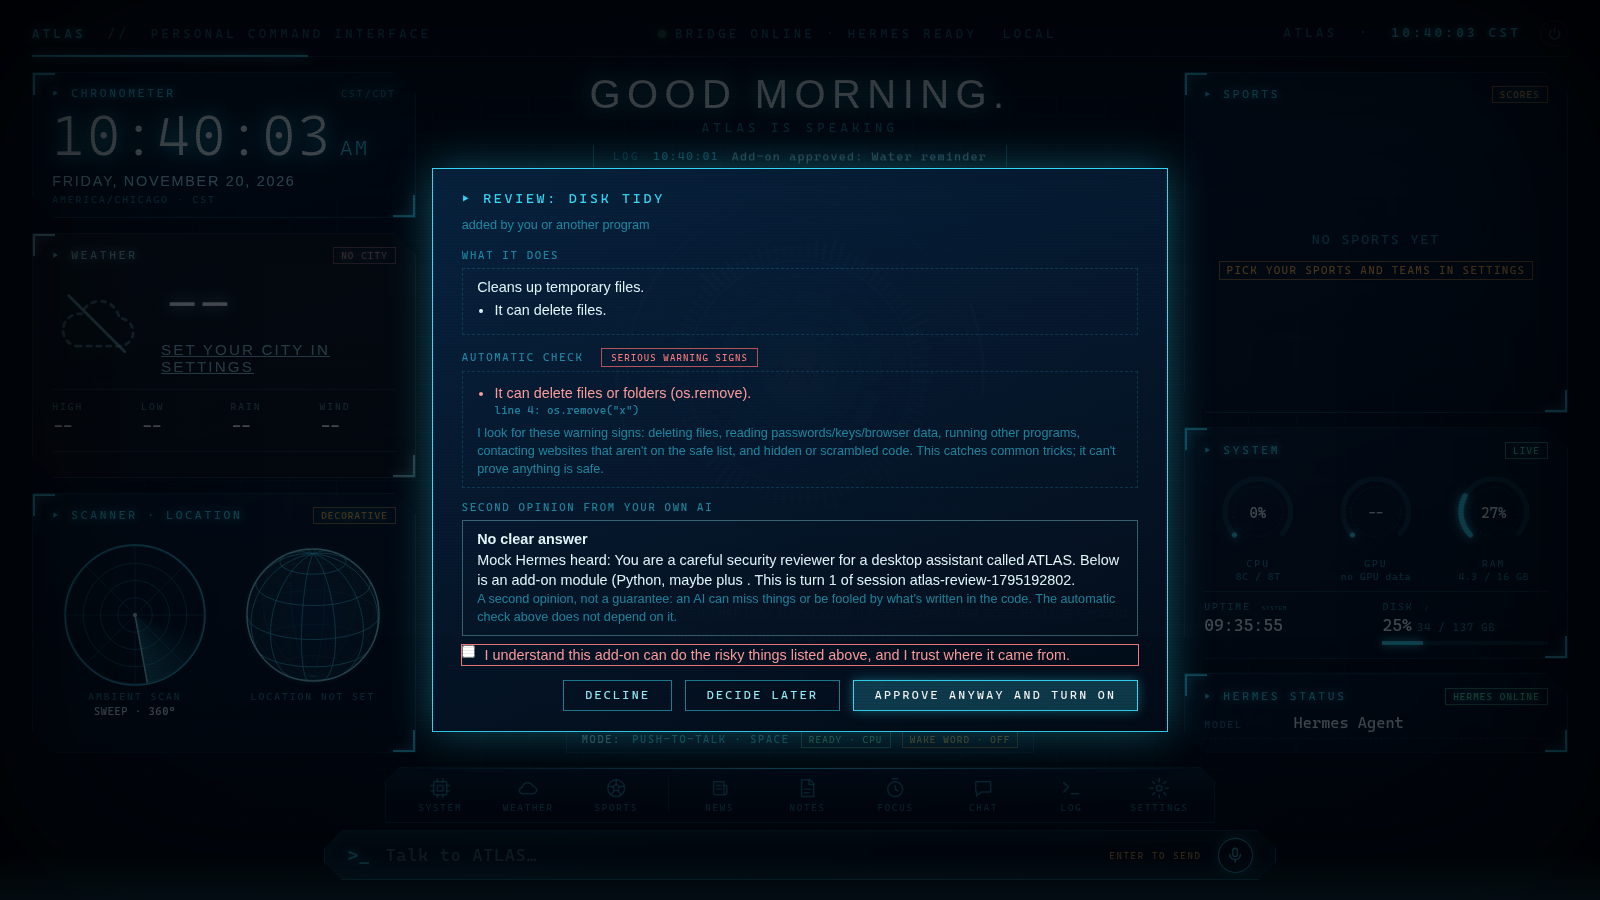 ATLAS // PERSONAL COMMAND INTERFACE
BRIDGE ONLINE · HERMES READY LOCAL
ATLAS · 10:40:03 CST
CHRONOMETER CST/CDT
10:40:03 AM
FRIDAY, NOVEMBER 20, 2026
AMERICA/CHICAGO · CST
WEATHER NO CITY
--
SET YOUR CITY IN
SETTINGS
HIGH LOW RAIN WIND
-- -- -- --
SCANNER · LOCATION DECORATIVE
AMBIENT SCAN LOCATION NOT SET
SWEEP · 360°
GOOD MORNING.
ATLAS IS SPEAKING
LOG 10:40:01 Add-on approved: Water reminder
REVIEW: DISK TIDY
added by you or another program
WHAT IT DOES
Cleans up temporary files.
• It can delete files.
AUTOMATIC CHECK SERIOUS WARNING SIGNS
• It can delete files or folders (os.remove).
line 4: os.remove("x")
I look for these warning signs: deleting files, reading passwords/keys/browser data, running other programs,
contacting websites that aren't on the safe list, and hidden or scrambled code. This catches common tricks; it can't
prove anything is safe.
SECOND OPINION FROM YOUR OWN AI
No clear answer
Mock Hermes heard: You are a careful security reviewer for a desktop assistant called ATLAS. Below
is an add-on module (Python, maybe plus . This is turn 1 of session atlas-review-1795192802.
A second opinion, not a guarantee: an AI can miss things or be fooled by what's written in the code. The automatic
check above does not depend on it.
I understand this add-on can do the risky things listed above, and I trust where it came from.
DECLINE DECIDE LATER APPROVE ANYWAY AND TURN ON
MODE: PUSH-TO-TALK · SPACE READY · CPU WAKE WORD · OFF
SPORTS SCORES
NO SPORTS YET
PICK YOUR SPORTS AND TEAMS IN SETTINGS
SYSTEM LIVE
0% -- 27%
CPU GPU RAM
8C / 8T no GPU data 4.3 / 16 GB
UPTIME SYSTEM DISK /
09:35:55 25% 34 / 137 GB
HERMES STATUS HERMES ONLINE
MODEL Hermes Agent
SYSTEM WEATHER SPORTS NEWS NOTES FOCUS CHAT LOG SETTINGS
>_ Talk to ATLAS… ENTER TO SEND